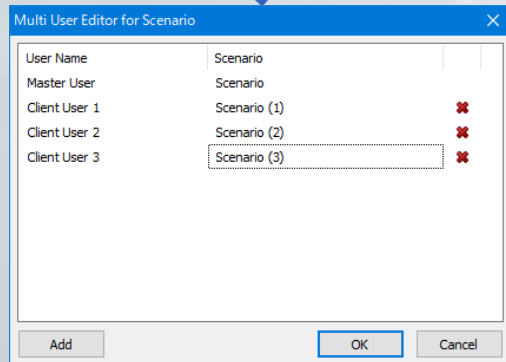 Multi User Editor for Scenario
User Name Scenario
Master User Scenario
Client User 1 Scenario (1)
Client User 2 Scenario (2)
Client User 3 Scenario (3)
Add OK Cancel